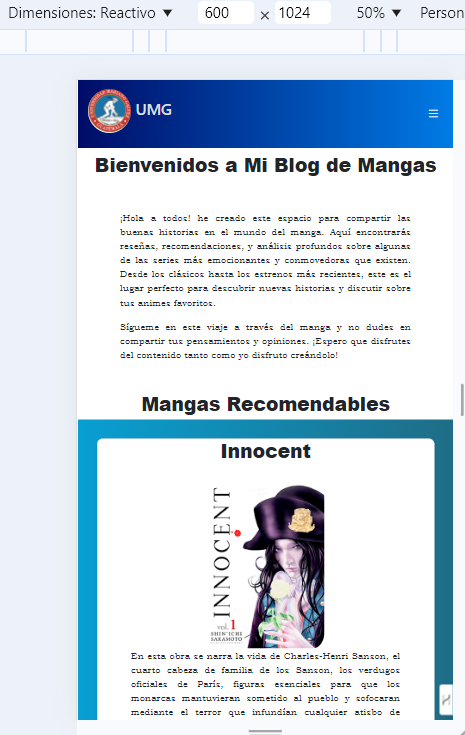 Dimensiones: Reactivo ▼ 600 × 1024 50% ▼ Person
UMG
Bienvenidos a Mi Blog de Mangas
¡Hola a todos! he creado este espacio para compartir las
buenas historias en el mundo del manga. Aquí encontrarás
reseñas, recomendaciones, y análisis profundos sobre algunas
de las series más emocionantes y conmovedoras que existen.
Desde los clásicos hasta los estrenos más recientes, este es el
lugar perfecto para descubrir nuevas historias y discutir sobre
tus animes favoritos.
Sígueme en este viaje a través del manga y no dudes en
compartir tus pensamientos y opiniones. ¡Espero que disfrutes
del contenido tanto como yo disfruto creándolo!
Mangas Recomendables
Innocent
INNOCENT
vol. 1
SHIN'ICHI
SAKAMOTO
En esta obra se narra la vida de Charles-Henri Sanson, el
cuarto cabeza de familia de los Sanson, los verdugos
oficiales de París, figuras esenciales para que los
monarcas mantuvieran sometido al pueblo y sofocaran
mediante el terror que infundían cualquier atisbo de